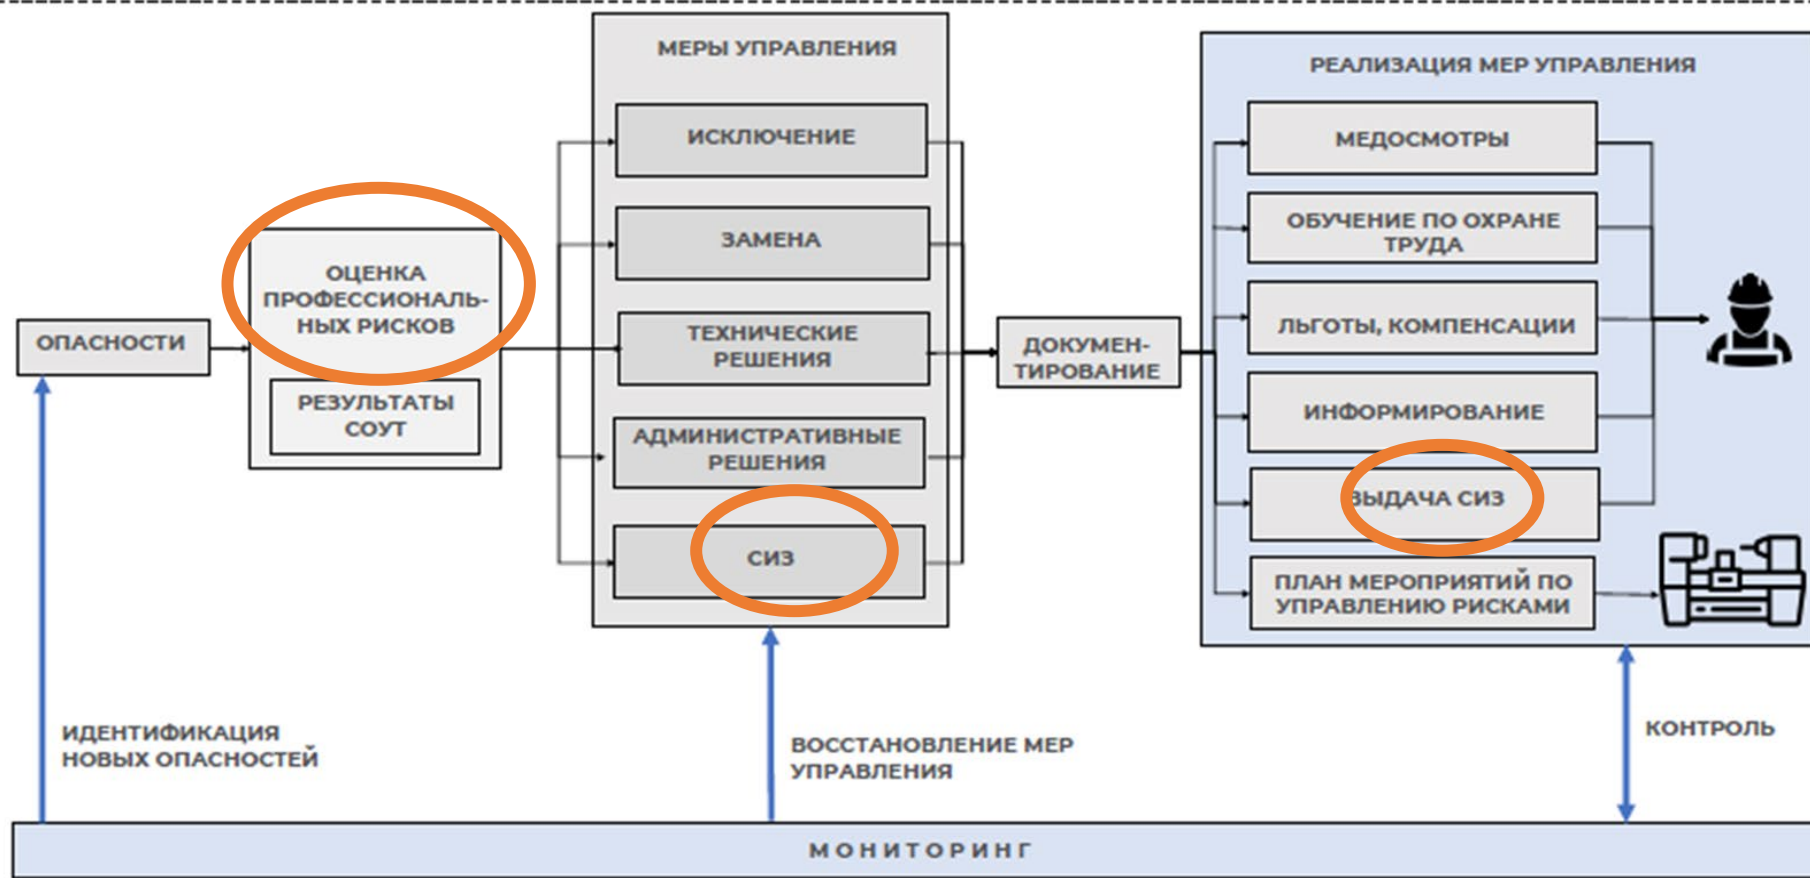 МЕРЫ УПРАВЛЕНИЯ
ИСКЛЮЧЕНИЕ
ЗАМЕНА
ТЕХНИЧЕСКИЕ
РЕШЕНИЯ
АДМИНИСТРАТИВНЫЕ
РЕШЕНИЯ
СИЗ
ОПАСНОСТИ
ОЦЕНКА
ПРОФЕССИОНАЛЬ-
НЫХ РИСКОВ
РЕЗУЛЬТАТЫ
СОУТ
ДОКУМЕН-
ТИРОВАНИЕ
РЕАЛИЗАЦИЯ МЕР УПРАВЛЕНИЯ
МЕДОСМОТРЫ
ОБУЧЕНИЕ ПО ОХРАНЕ
ТРУДА
ЛЬГОТЫ, КОМПЕНСАЦИИ
ИНФОРМИРОВАНИЕ
ВЫДАЧА СИЗ
ПЛАН МЕРОПРИЯТИЙ ПО
УПРАВЛЕНИЮ РИСКАМИ
ИДЕНТИФИКАЦИЯ
НОВЫХ ОПАСНОСТЕЙ
ВОССТАНОВЛЕНИЕ МЕР
УПРАВЛЕНИЯ
КОНТРОЛЬ
МОНИТОРИНГ